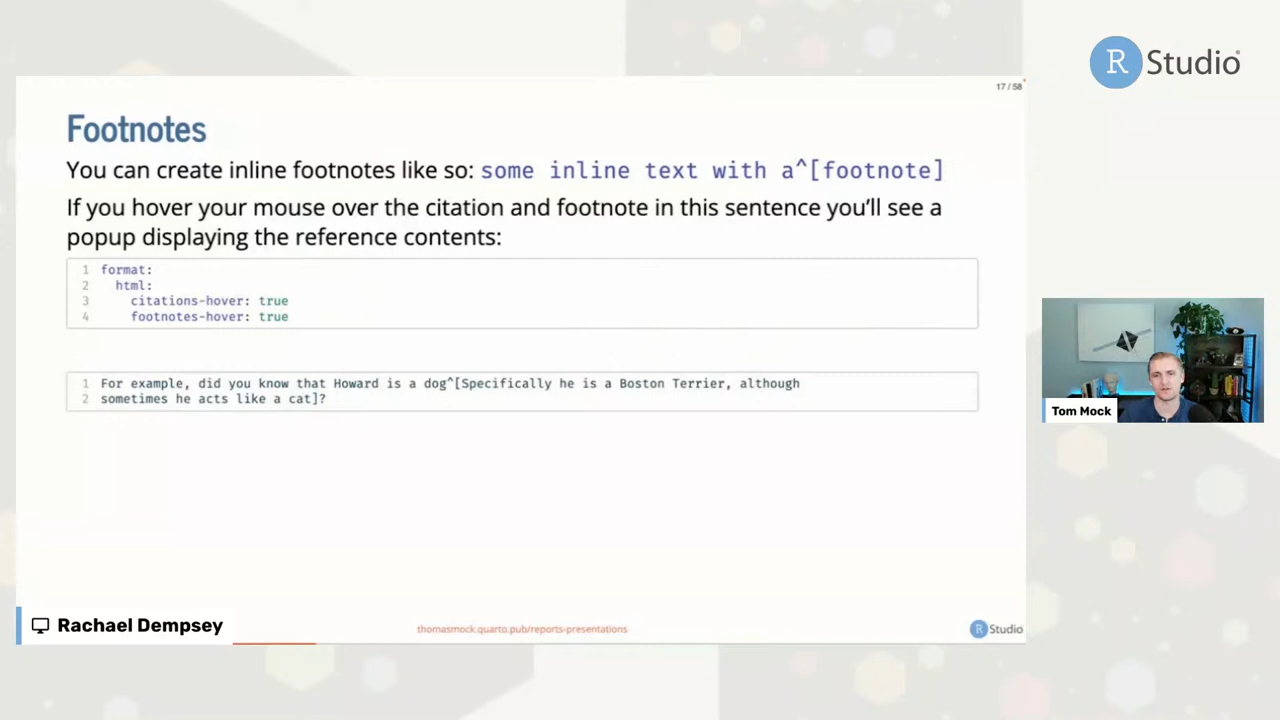 R Studio
17 / 58
Footnotes
You can create inline footnotes like so: some inline text with a^[footnote]
If you hover your mouse over the citation and footnote in this sentence you'll see a
popup displaying the reference contents:
1 format:
2 html:
3 citations-hover: true
4 footnotes-hover: true
1 For example, did you know that Howard is a dog^[Specifically he is a Boston Terrier, although
2 sometimes he acts like a cat]?
Tom Mock
Rachael Dempsey
thomasmock.quarto.pub/reports-presentations
R Studio